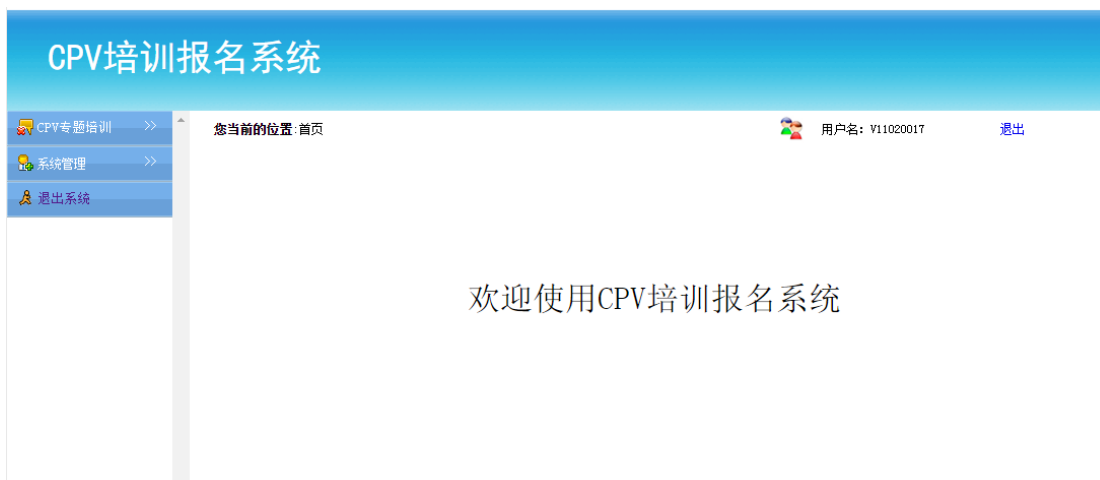 CPV培训报名系统
CPV专题培训 >>
您当前的位置:首页
用户名: V11020017
退出
系统管理 >>
退出系统
欢迎使用CPV培训报名系统